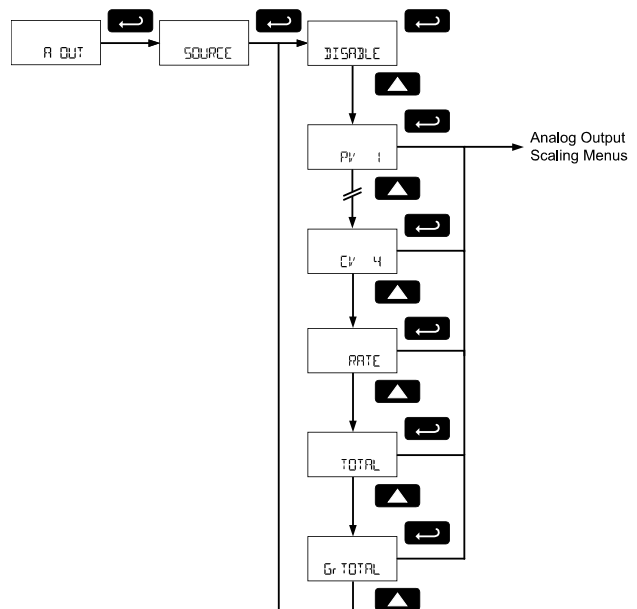 A OUT
SOURCE
DISABLE
PV 1
Analog Output
Scaling Menus
CV 4
RATE
TOTAL
Gr TOTAL